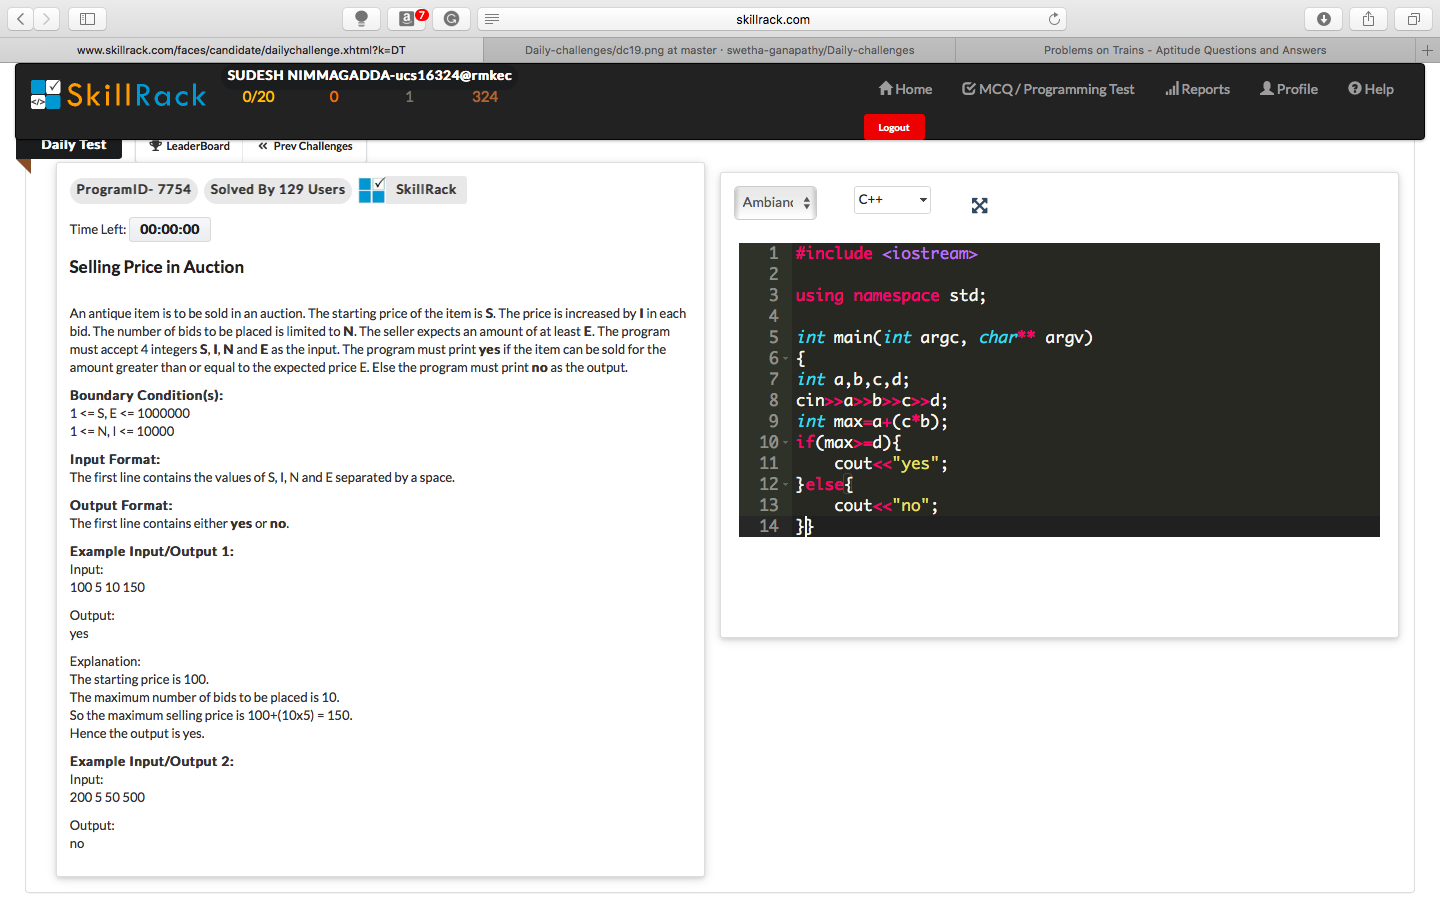 skillrack.com
7
www.skillrack.com/faces/candidate/dailychallenge.xhtml?k=DT
Daily-challenges/dc19.png at master · swetha-ganapathy/Daily-challenges
Problems on Trains - Aptitude Questions and Answers
SkillRack
SUDESH NIMMAGADDA-ucs16324@rmkec
0/20 0 1 324
Home MCQ / Programming Test Reports Profile Help
Logout
Daily Test LeaderBoard « Prev Challenges
ProgramID- 7754 Solved By 129 Users SkillRack
Time Left: 00:00:00
Selling Price in Auction
An antique item is to be sold in an auction. The starting price of the item is S. The price is increased by I in each
bid. The number of bids to be placed is limited to N. The seller expects an amount of at least E. The program
must accept 4 integers S, I, N and E as the input. The program must print yes if the item can be sold for the
amount greater than or equal to the expected price E. Else the program must print no as the output.
Boundary Condition(s):
1 <= S, E <= 1000000
1 <= N, I <= 10000
Input Format:
The first line contains the values of S, I, N and E separated by a space.
Output Format:
The first line contains either yes or no.
Example Input/Output 1:
Input:
100 5 10 150
Output:
yes
Explanation:
The starting price is 100.
The maximum number of bids to be placed is 10.
So the maximum selling price is 100+(10x5) = 150.
Hence the output is yes.
Example Input/Output 2:
Input:
200 5 50 500
Output:
no
Ambianc C++
1 #include <iostream>
2
3 using namespace std;
4
5 int main(int argc, char** argv)
6 {
7 int a,b,c,d;
8 cin>>a>>b>>c>>d;
9 int max=a+(c*b);
10 if(max>=d){
11 cout<<"yes";
12 }else{
13 cout<<"no";
14 }}